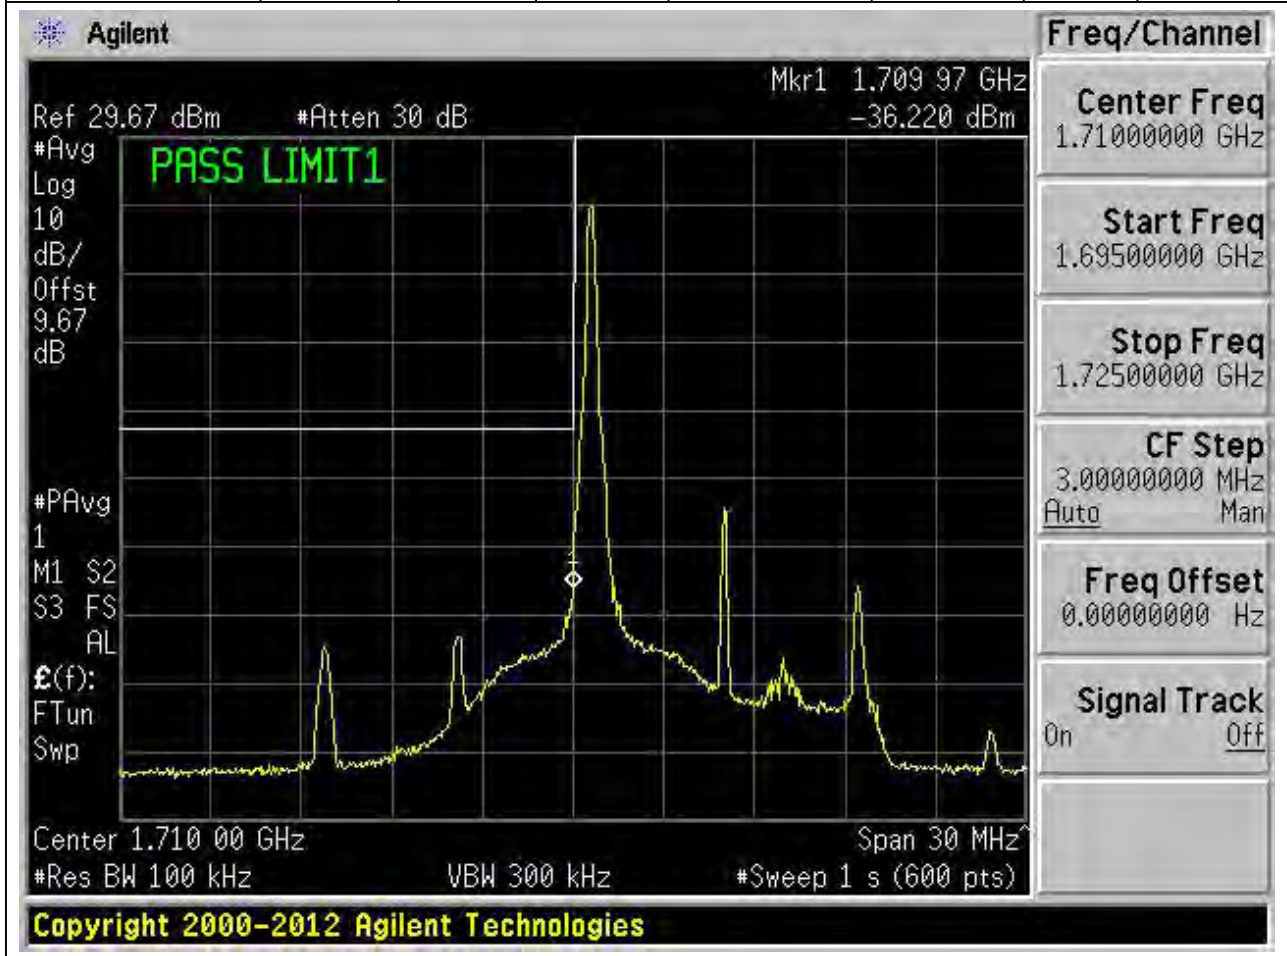 Agilent
Freq/Channel
Mkr1 1.709 97 GHz
Ref 29.67 dBm #Atten 30 dB -36.220 dBm
#Avg
Log
10
dB/
Offst
9.67
dB
PASS LIMIT1
#PAvg
1
M1 S2
S3 FS
AL
£(f):
FTun
Swp
1
Center 1.710 00 GHz Span 30 MHz^
#Res BW 100 kHz VBW 300 kHz #Sweep 1 s (600 pts)
Copyright 2000-2012 Agilent Technologies
Center Freq
1.71000000 GHz
Start Freq
1.69500000 GHz
Stop Freq
1.72500000 GHz
CF Step
3.00000000 MHz
Auto Man
Freq Offset
0.00000000 Hz
Signal Track
On Off